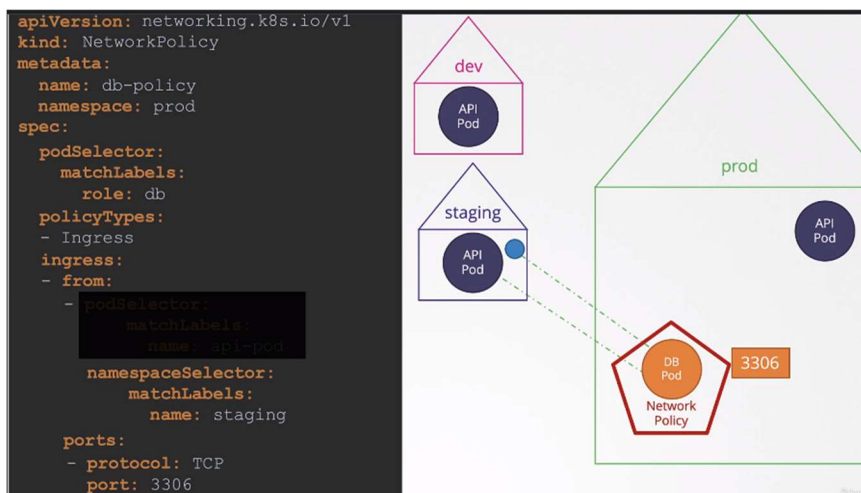 apiVersion: networking.k8s.io/v1
kind: NetworkPolicy
metadata:
name: db-policy
namespace: prod
spec:
podSelector:
matchLabels:
role: db
policyTypes:
- Ingress
ingress:
- from:
- podSelector:
matchLabels:
name: api-pod
namespaceSelector:
matchLabels:
name: staging
ports:
- protocol: TCP
port: 3306
dev
API
Pod
staging
API
Pod
prod
API
Pod
DB
Pod
3306
Network
Policy